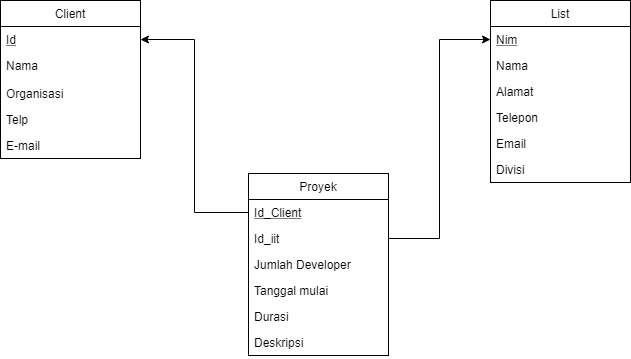 Client
Id
Nama
Organisasi
Telp
E-mail
List
Nim
Nama
Alamat
Telepon
Email
Divisi
Proyek
Id_Client
Id_iit
Jumlah Developer
Tanggal mulai
Durasi
Deskripsi